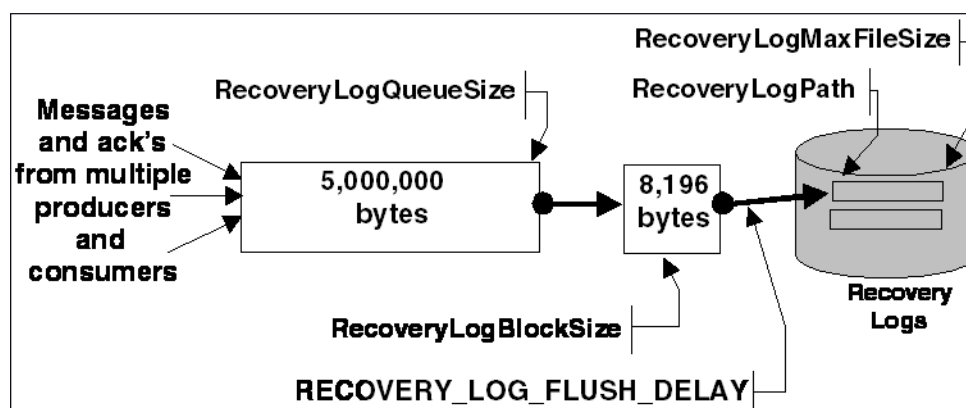 RecoveryLogMaxFileSize
RecoveryLogQueueSize
RecoveryLogPath
Messages
and ack's
from multiple
producers
and
consumers
5,000,000
bytes
8,196
bytes
Recovery
Logs
RecoveryLogBlockSize
RECOVERY_LOG_FLUSH_DELAY